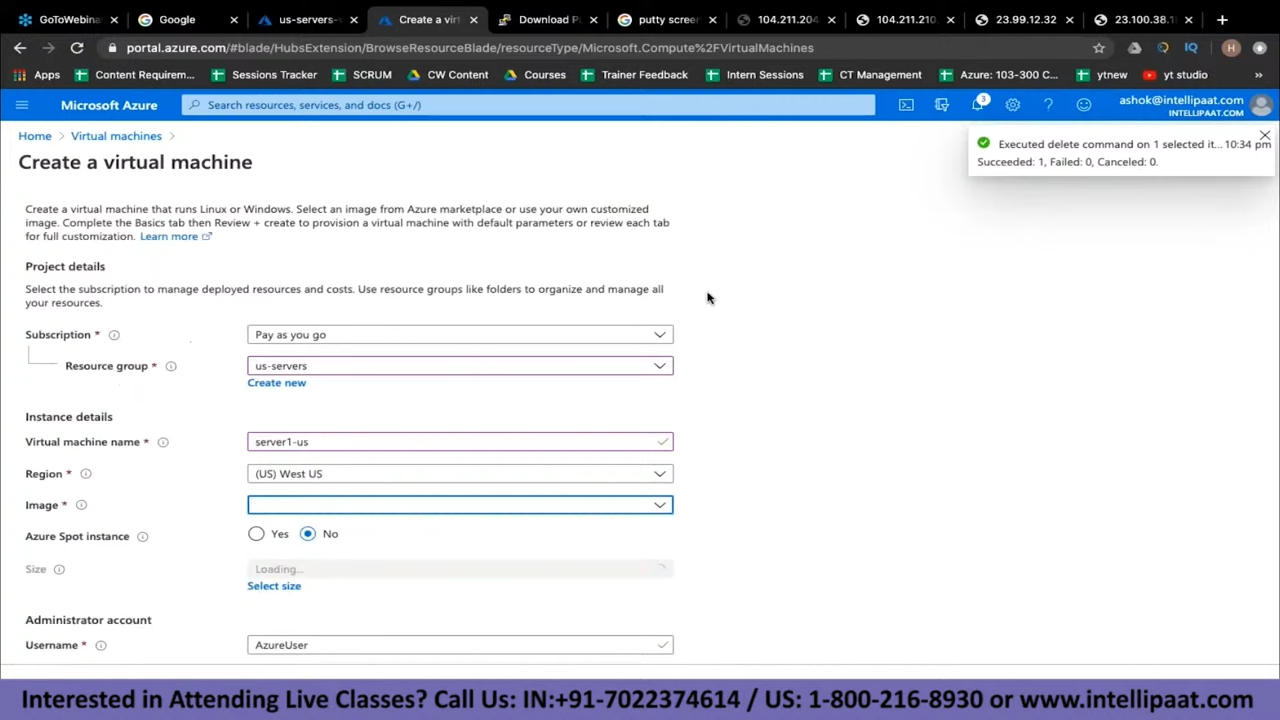 GoToWebina
Google
us-servers-v
Create a virt
Download Pu
putty screen
104.211.204
104.211.210.
23.99.12.32
23.100.38.1
portal.azure.com/#blade/HubsExtension/BrowseResourceBlade/resourceType/Microsoft.Compute%2FVirtualMachines
H
Apps
Content Requirem...
Sessions Tracker
SCRUM
CW Content
Courses
Trainer Feedback
Intern Sessions
CT Management
Azure: 103-300 C...
ytnew
yt studio
»
Microsoft Azure
Search resources, services, and docs (G+/)
3
ashok@intellipaat.com
INTELLIPAAT.COM
Home > Virtual machines >
Create a virtual machine
Executed delete command on 1 selected it... 10:34 pm
Succeeded: 1, Failed: 0, Canceled: 0.
Create a virtual machine that runs Linux or Windows. Select an image from Azure marketplace or use your own customized
image. Complete the Basics tab then Review + create to provision a virtual machine with default parameters or review each tab
for full customization. Learn more
Project details
Select the subscription to manage deployed resources and costs. Use resource groups like folders to organize and manage all
your resources.
Subscription *
Pay as you go
Resource group *
us-servers
Create new
Instance details
Virtual machine name *
server1-us
Region *
(US) West US
Image *
Azure Spot instance
Yes No
Size
Loading...
Select size
Administrator account
Username *
AzureUser
Interested in Attending Live Classes? Call Us: IN:+91-7022374614 / US: 1-800-216-8930 or www.intellipaat.com